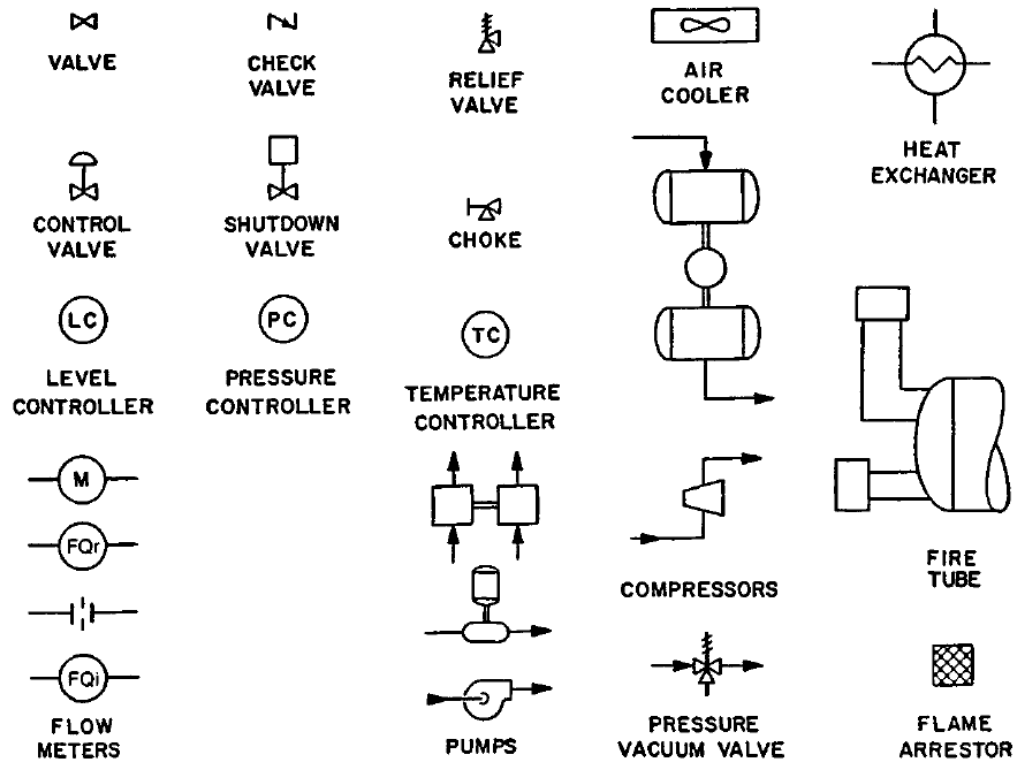 VALVE
CHECK
VALVE
RELIEF
VALVE
AIR
COOLER
HEAT
EXCHANGER
CONTROL
VALVE
SHUTDOWN
VALVE
CHOKE
LC
LEVEL
CONTROLLER
PC
PRESSURE
CONTROLLER
TC
TEMPERATURE
CONTROLLER
M
FQr
FQi
FLOW
METERS
PUMPS
COMPRESSORS
PRESSURE
VACUUM VALVE
FIRE
TUBE
FLAME
ARRESTOR